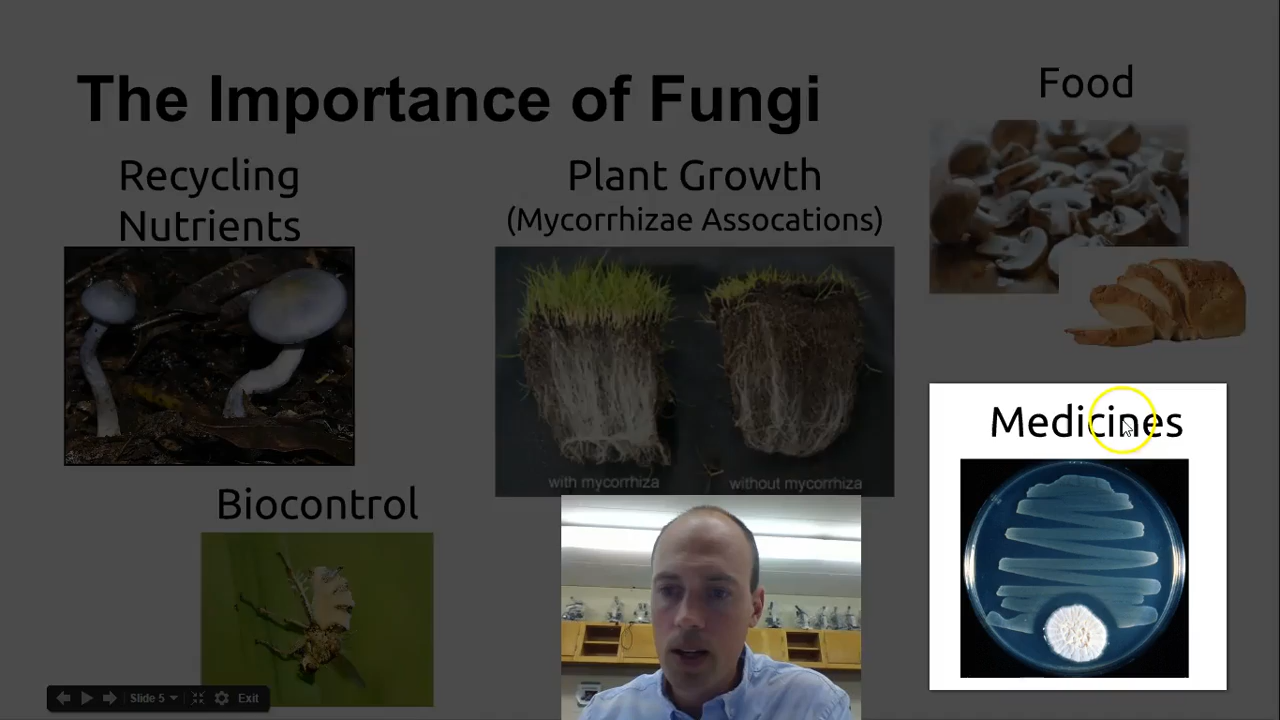 The Importance of Fungi
Food
Recycling
Nutrients
Plant Growth
(Mycorrhizae Assocations)
with mycorrhiza
without mycorrhiza
Medicines
Biocontrol
Slide 5
Exit